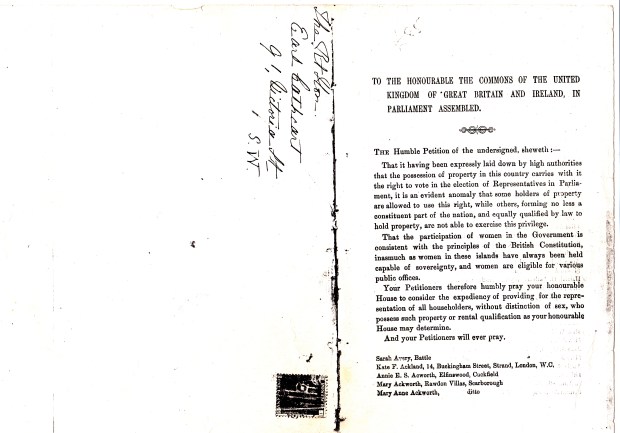 The Rt Hon
Earl Cathcart
91, Victoria St
S.W.
TO THE HONOURABLE THE COMMONS OF THE UNITED
KINGDOM OF GREAT BRITAIN AND IRELAND, IN
PARLIAMENT ASSEMBLED.
THE Humble Petition of the undersigned, sheweth:—
That it having been expressly laid down by high authorities
that the possession of property in this country carries with it
the right to vote in the election of Representatives in Parlia-
ment, it is an evident anomaly that some holders of property
are allowed to use this right, while others, forming no less a
constituent part of the nation, and equally qualified by law to
hold property, are not able to exercise this privilege.
That the participation of women in the Government is
consistent with the principles of the British Constitution,
inasmuch as women in these islands have always been held
capable of sovereignty, and women are eligible for various
public offices.
Your Petitioners therefore humbly pray your honourable
House to consider the expediency of providing for the repre-
sentation of all householders, without distinction of sex, who
possess such property or rental qualification as your honourable
House may determine.
And your Petitioners will ever pray.
Sarah Avery, Battle
Kate F. Ackland, 14, Buckingham Street, Strand, London, W.C.
Annie E. S. Acworth, Elfinswood, Cuckfield
Mary Ackworth, Rawdon Villas, Scarborough
Mary Anne Ackworth, ditto